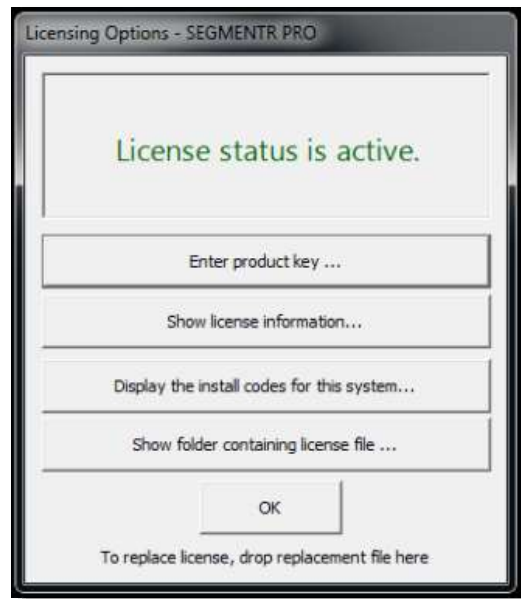 Licensing Options - SEGMENTR PRO
License status is active.
Enter product key ...
Show license information...
Display the install codes for this system...
Show folder containing license file ...
OK
To replace license, drop replacement file here